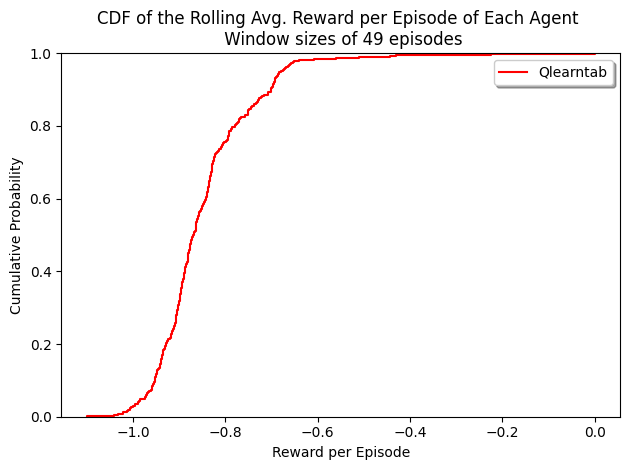 CDF of the Rolling Avg. Reward per Episode of Each Agent
Window sizes of 49 episodes
Qlearntab
1.0
0.8
0.6
0.4
0.2
0.0
Cumulative Probability
−1.0
−0.8
−0.6
−0.4
−0.2
0.0
Reward per Episode